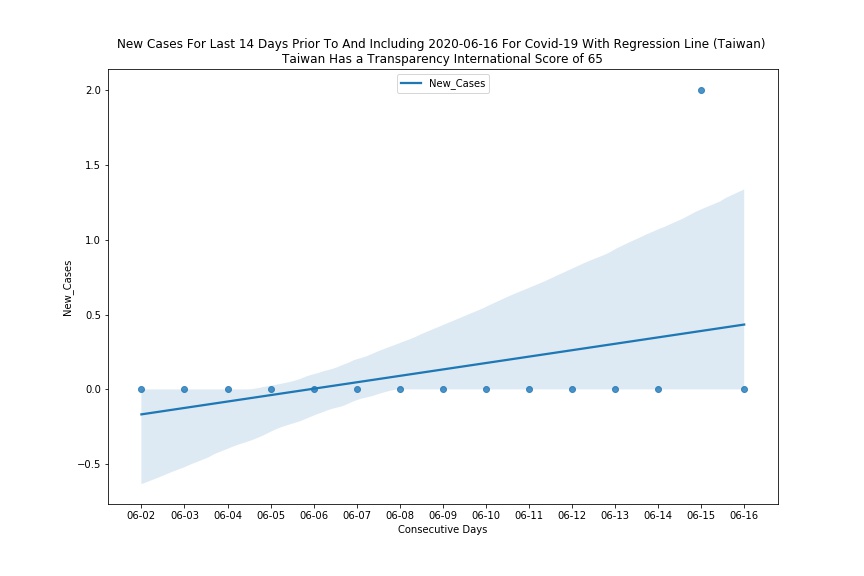 New Cases For Last 14 Days Prior To And Including 2020-06-16 For Covid-19 With Regression Line (Taiwan)
Taiwan Has a Transparency International Score of 65
New_Cases
2.0
1.5
1.0
0.5
0.0
−0.5
New_Cases
06-02 06-03 06-04 06-05 06-06 06-07 06-08 06-09 06-10 06-11 06-12 06-13 06-14 06-15 06-16
Consecutive Days